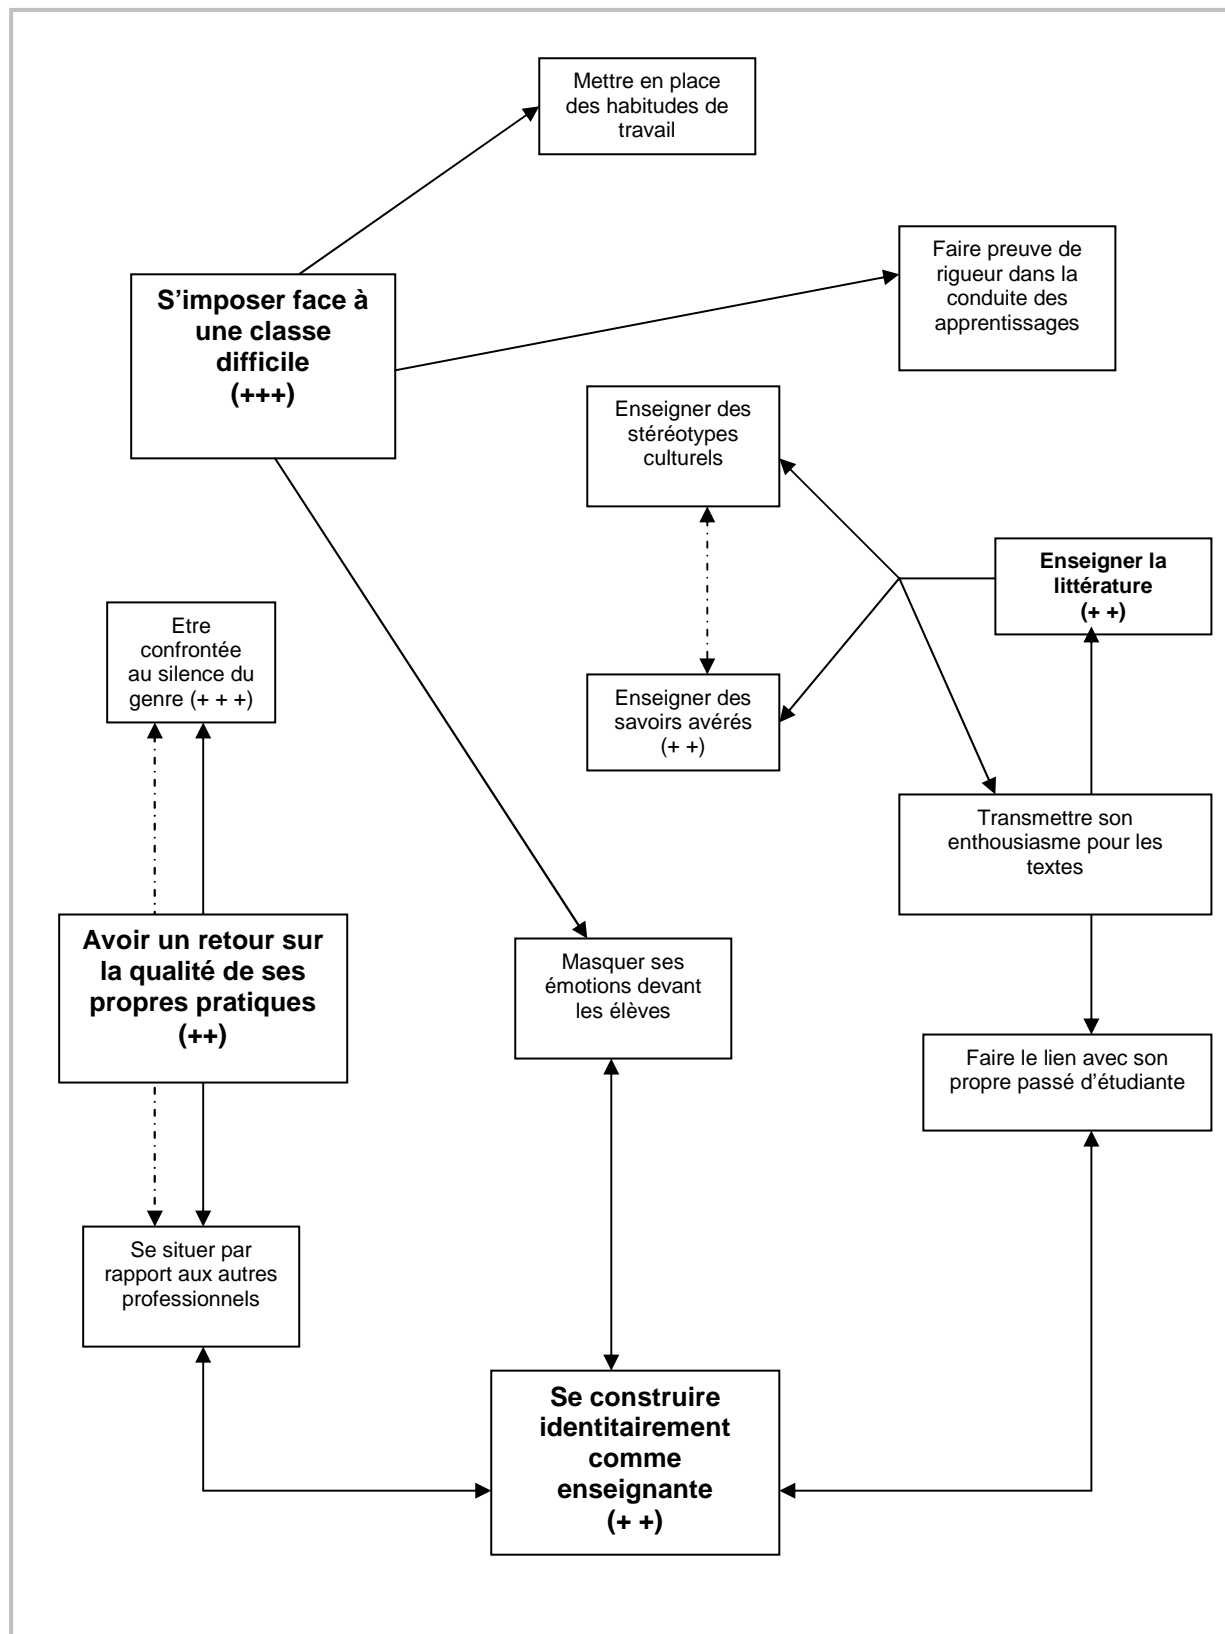 Mettre en place
des habitudes de
travail
Faire preuve de
rigueur dans la
conduite des
apprentissages
S’imposer face à
une classe
difficile
(+++)
Enseigner des
stéréotypes
culturels
Enseigner la
littérature
(+ +)
Etre
confrontée
au silence du
genre (+ + +)
Enseigner des
savoirs avérés
(+ +)
Transmettre son
enthousiasme pour les
textes
Avoir un retour sur
la qualité de ses
propres pratiques
(++)
Masquer ses
émotions devant
les élèves
Faire le lien avec son
propre passé d’étudiante
Se situer par
rapport aux autres
professionnels
Se construire
identitairement
comme
enseignante
(+ +)